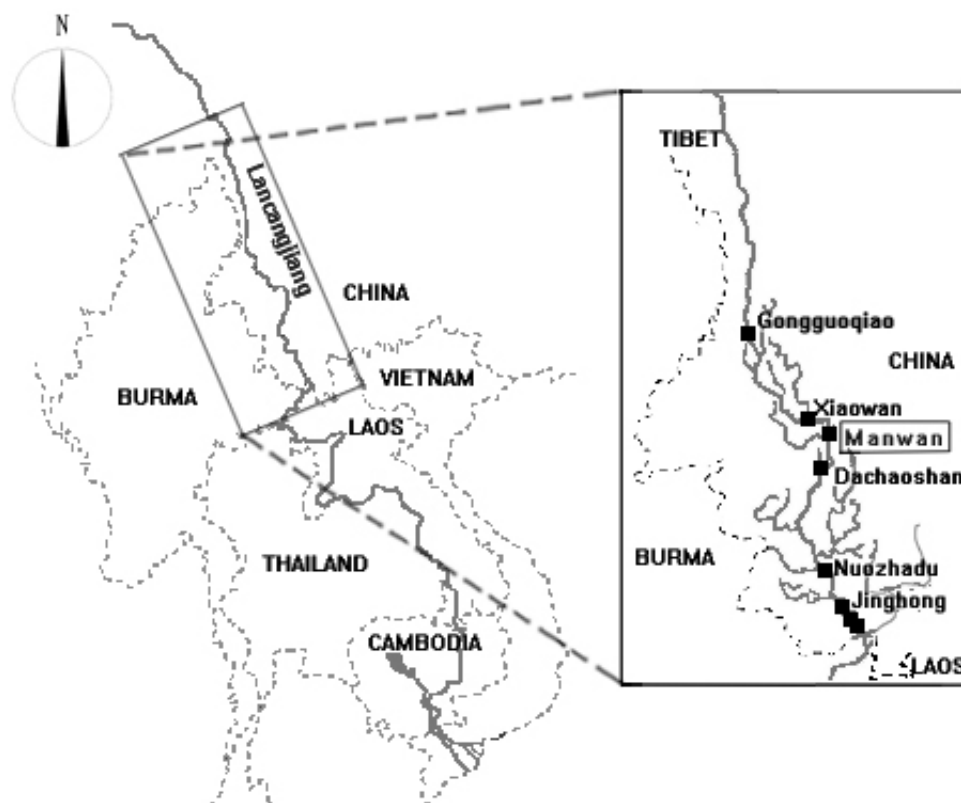 N
Lancangjiang
CHINA
BURMA
VIETNAM
LAOS
THAILAND
CAMBODIA
TIBET
Gongguoqiao
CHINA
Xiaowan
Manwan
Dachaoshan
BURMA
Nuozhadu
Jinghong
LAOS